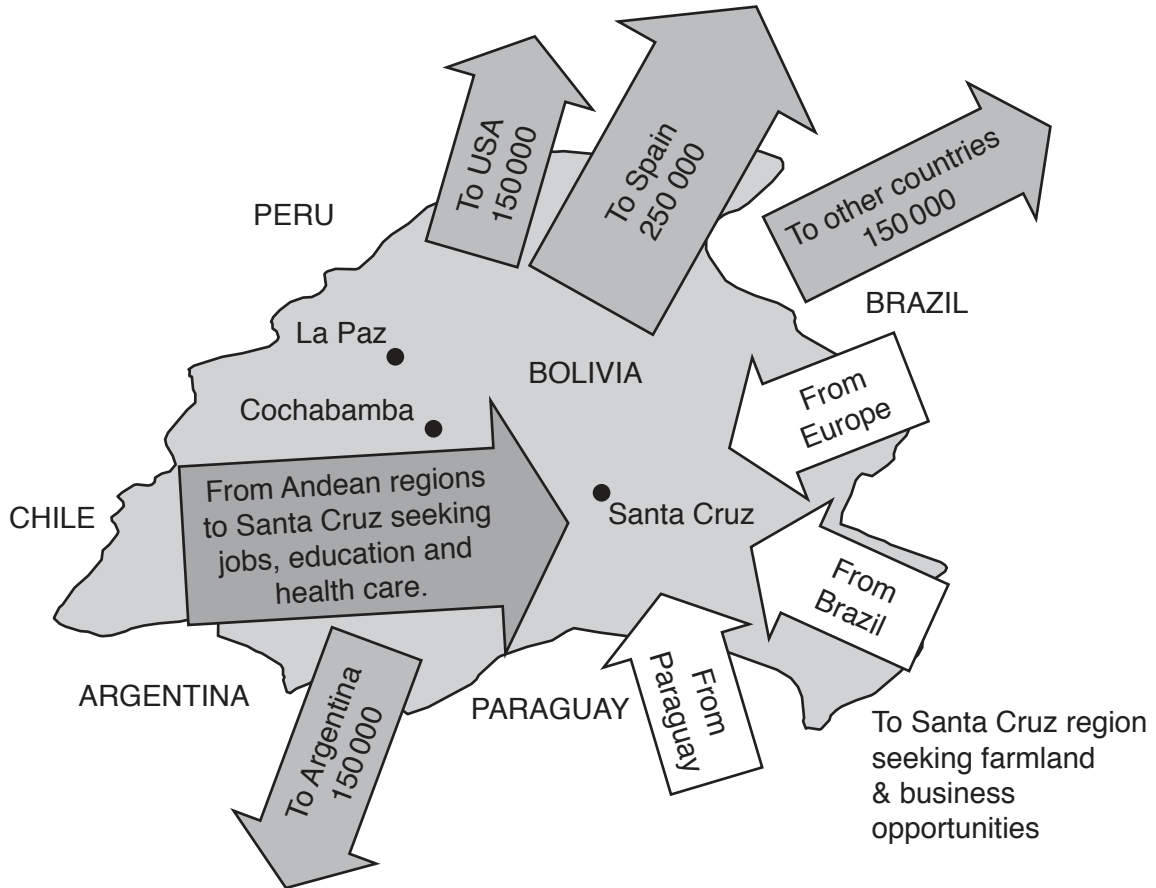 To USA
150 000
To Spain
250 000
To other countries
150 000
PERU
BRAZIL
La Paz
BOLIVIA
Cochabamba
From
Europe
From Andean regions
to Santa Cruz seeking
jobs, education and
health care.
CHILE
Santa Cruz
From
Brazil
From
Paraguay
ARGENTINA
PARAGUAY
To Argentina
150 000
To Santa Cruz region
seeking farmland
& business
opportunities